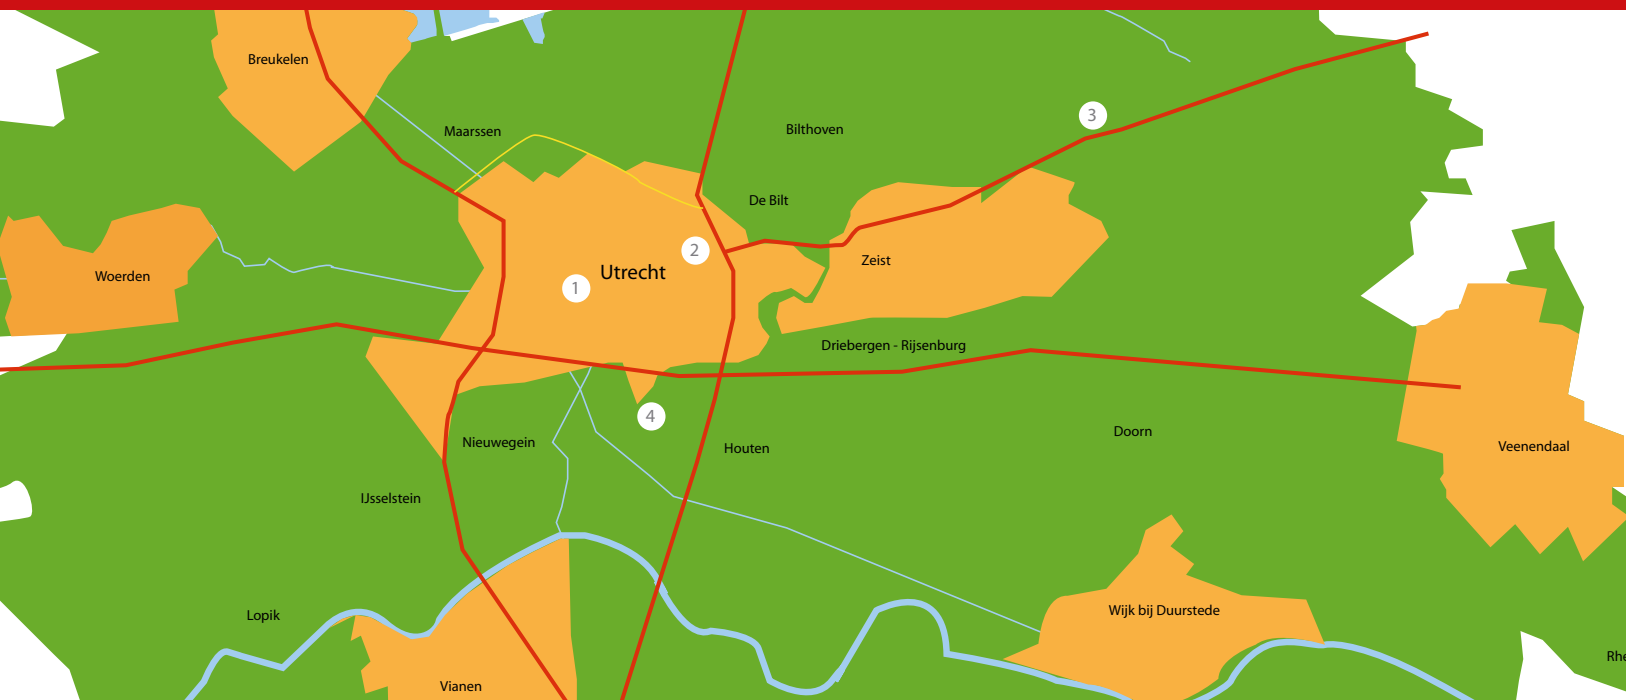 Breukelen
Maarssen
Bilthoven
3
De Bilt
2
Zeist
Woerden
Utrecht
1
Driebergen - Rijsenburg
4
Nieuwegein
Houten
Doorn
Veenendaal
IJsselstein
Lopik
Wijk bij Duurstede
Rhe
Vianen